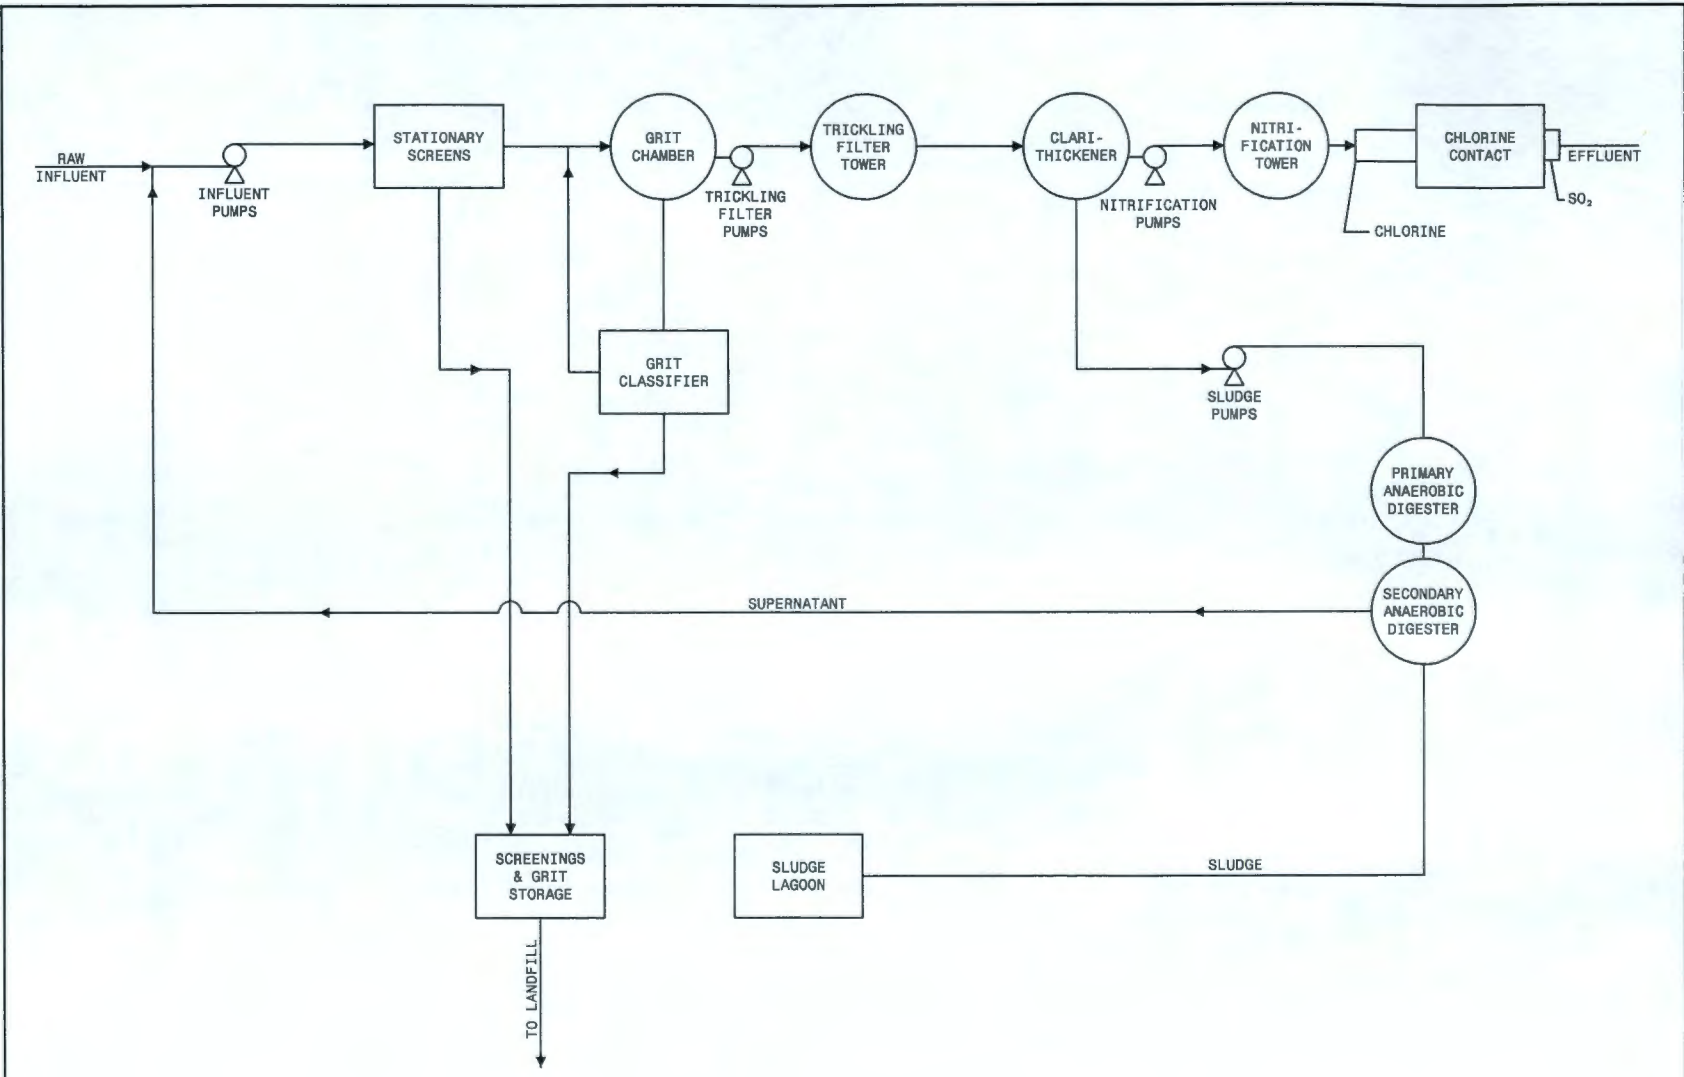 RAW
INFLUENT
INFLUENT
PUMPS
STATIONARY
SCREENS
GRIT
CHAMBER
TRICKLING
FILTER
PUMPS
TRICKLING
FILTER
TOWER
CLARI-
THICKENER
NITRIFICATION
PUMPS
NITRI-
FICATION
TOWER
CHLORINE
CONTACT
EFFLUENT
SO₂
CHLORINE
GRIT
CLASSIFIER
SLUDGE
PUMPS
PRIMARY
ANAEROBIC
DIGESTER
SUPERNATANT
SECONDARY
ANAEROBIC
DIGESTER
SCREENINGS
& GRIT
STORAGE
SLUDGE
LAGOON
SLUDGE
TO LANDFILL